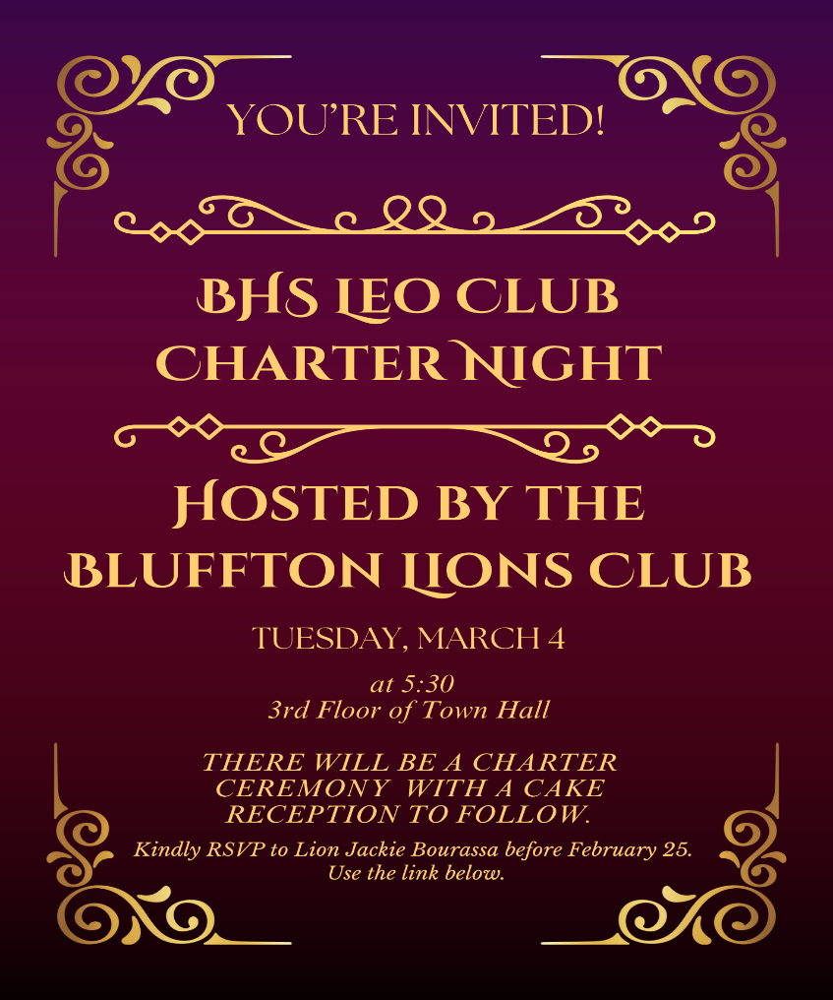 YOU'RE INVITED!
BHS LEO CLUB
CHARTER NIGHT
HOSTED BY THE
BLUFFTON LIONS CLUB
TUESDAY, MARCH 4
at 5:30
3rd Floor of Town Hall
THERE WILL BE A CHARTER
CEREMONY WITH A CAKE
RECEPTION TO FOLLOW.
Kindly RSVP to Lion Jackie Bourassa before February 25.
Use the link below.